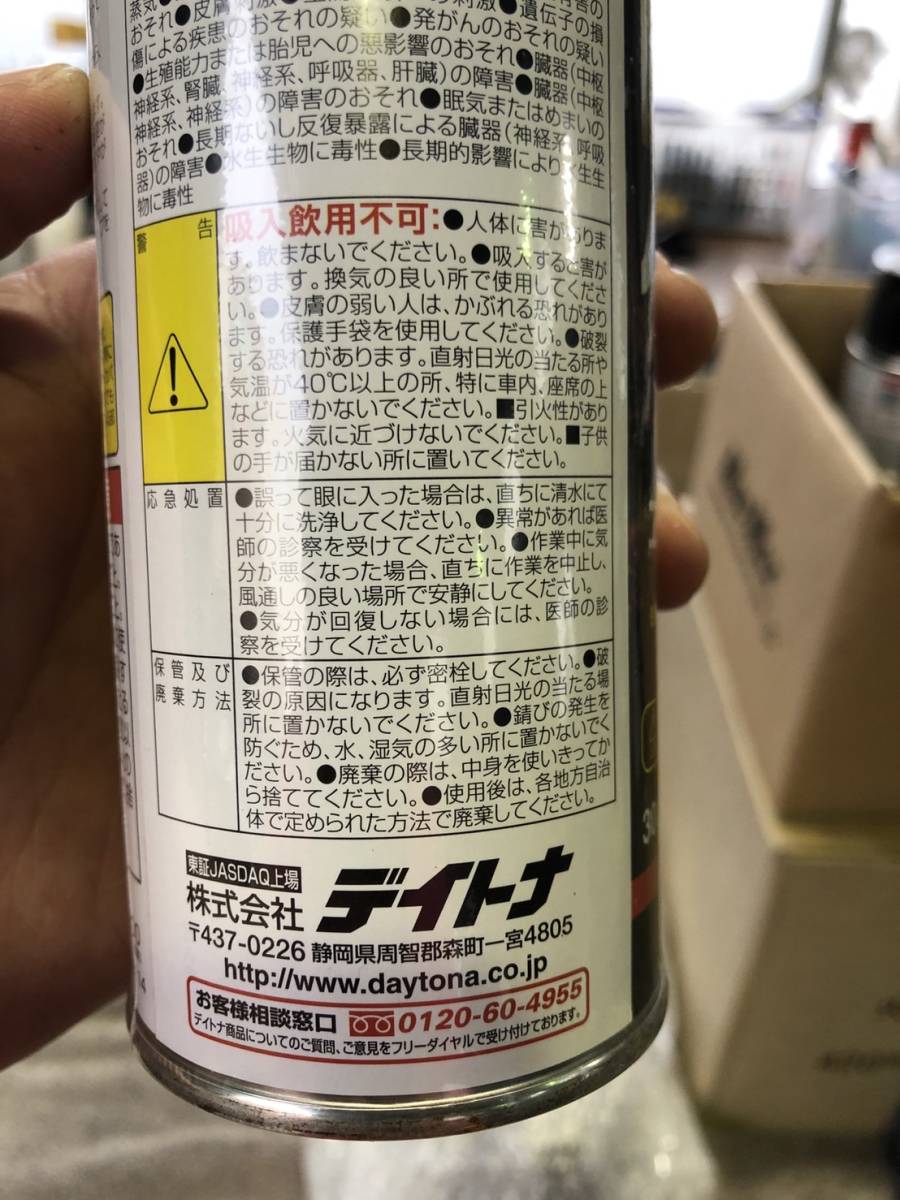 おそれ●皮膚刺激
傷による疾患のおそれの疑い●発がんのおそれの疑い
●生殖能力または胎児への悪影響のおそれ●臓器(中枢
神経系、腎臓、神経系、呼吸器、肝臓)の障害●臓器(中枢
神経系、神経系)の障害のおそれ●眠気またはめまいの
おそれ●長期ないし反復暴露による臓器(神経系、呼吸
器)の障害●水生生物に毒性●長期的影響により水生生
物に毒性
警告
吸入飲用不可:●人体に害がありま
す。飲まないでください。●吸入すると害が
あります。換気の良い所で使用してくださ
い。●皮膚の弱い人は、かぶれる恐れがあり
ます。保護手袋を使用してください。●破裂
する恐れがあります。直射日光の当たる所や
気温が40℃以上の所、特に車内、座席の上
などに置かないでください。■引火性があり
ます。火気に近づけないでください。■子供
の手が届かない所に置いてください。
応急処置
●誤って眼に入った場合は、直ちに清水にて
十分に洗浄してください。●異常があれば医
師の診察を受けてください。●作業中に気
分が悪くなった場合、直ちに作業を中止し、
風通しの良い場所で安静にしてください。
●気分が回復しない場合には、医師の診
察を受けてください。
保管及び
廃棄方法
●保管の際は、必ず密栓してください。●破
裂の原因になります。直射日光の当たる場
所に置かないでください。●錆びの発生を
防ぐため、水、湿気の多い所に置かないでく
ださい。●廃棄の際は、中身を使いきってか
ら捨ててください。●使用後は、各地方自治
体で定められた方法で廃棄してください。
東証JASDAQ上場
株式会社 デイトナ
〒437-0226 静岡県周智郡森町一宮4805
http://www.daytona.co.jp
お客様相談窓口 0120-60-4955
デイトナ商品についてのご質問、ご意見をフリーダイヤルで受け付けております。